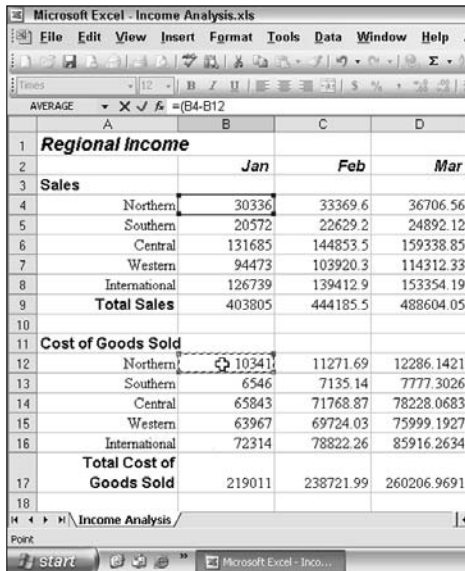 Microsoft Excel - Income Analysis.xls
File Edit View Insert Format Tools Data Window Help
Times 12 B I U $ %
AVERAGE fx =(B4-B12
A B C D
1 Regional Income
2 Jan Feb Mar
3 Sales
4 Northern 30336 33369.6 36706.56
5 Southern 20572 22629.2 24892.12
6 Central 131685 144853.5 159338.85
7 Western 94473 103920.3 114312.33
8 International 126739 139412.9 153354.19
9 Total Sales 403805 444185.5 488604.05
10
11 Cost of Goods Sold
12 Northern 10341 11271.69 12286.1421
13 Southern 6546 7135.14 7777.3026
14 Central 65843 71768.87 78228.0683
15 Western 63967 69724.03 75999.1927
16 International 72314 78822.26 85916.2634
Total Cost of
17 Goods Sold 219011 238721.99 260206.9691
18
Income Analysis
Point
start Microsoft Excel - Inco...